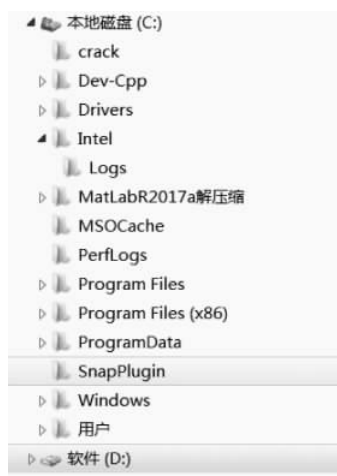 本地磁盘 (C:)
crack
Dev-Cpp
Drivers
Intel
Logs
MatLabR2017a解压缩
MSOCache
PerfLogs
Program Files
Program Files (x86)
ProgramData
SnapPlugin
Windows
用户
软件 (D:)